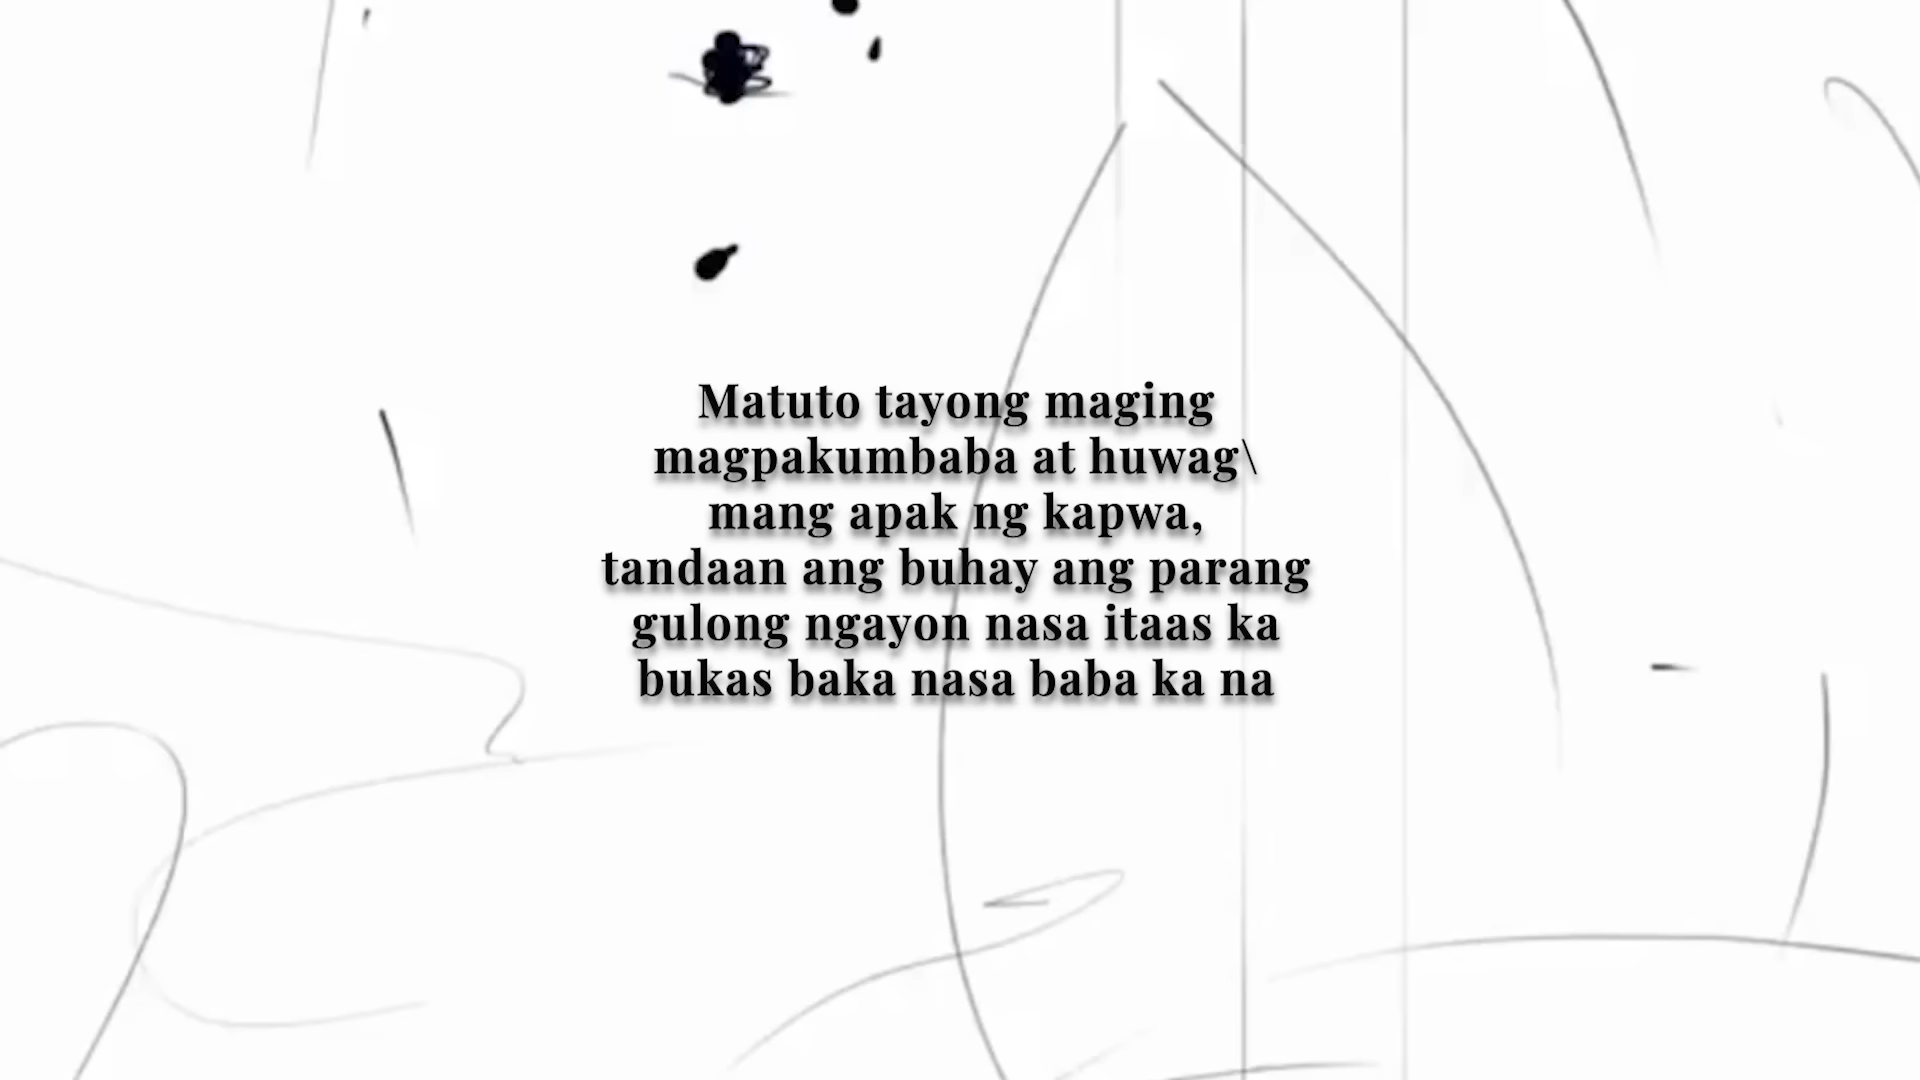 Matuto tayong maging
magpakumbaba at huwag\
mang apak ng kapwa,
tandaan ang buhay ang parang
gulong ngayon nasa itaas ka
bukas baka nasa baba ka na